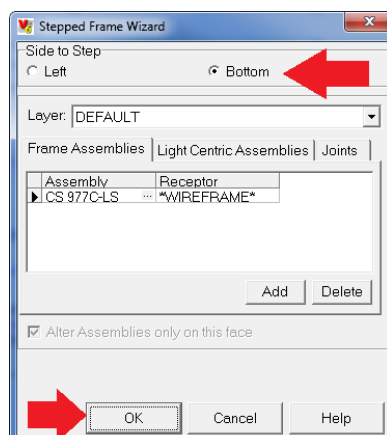 Stepped Frame Wizard
Side to Step
Left Bottom
Layer: DEFAULT
Frame Assemblies Light Centric Assemblies Joints
Assembly Receptor
CS 977C-LS ... *WIREFRAME*
Add Delete
Alter Assemblies only on this face
OK Cancel Help